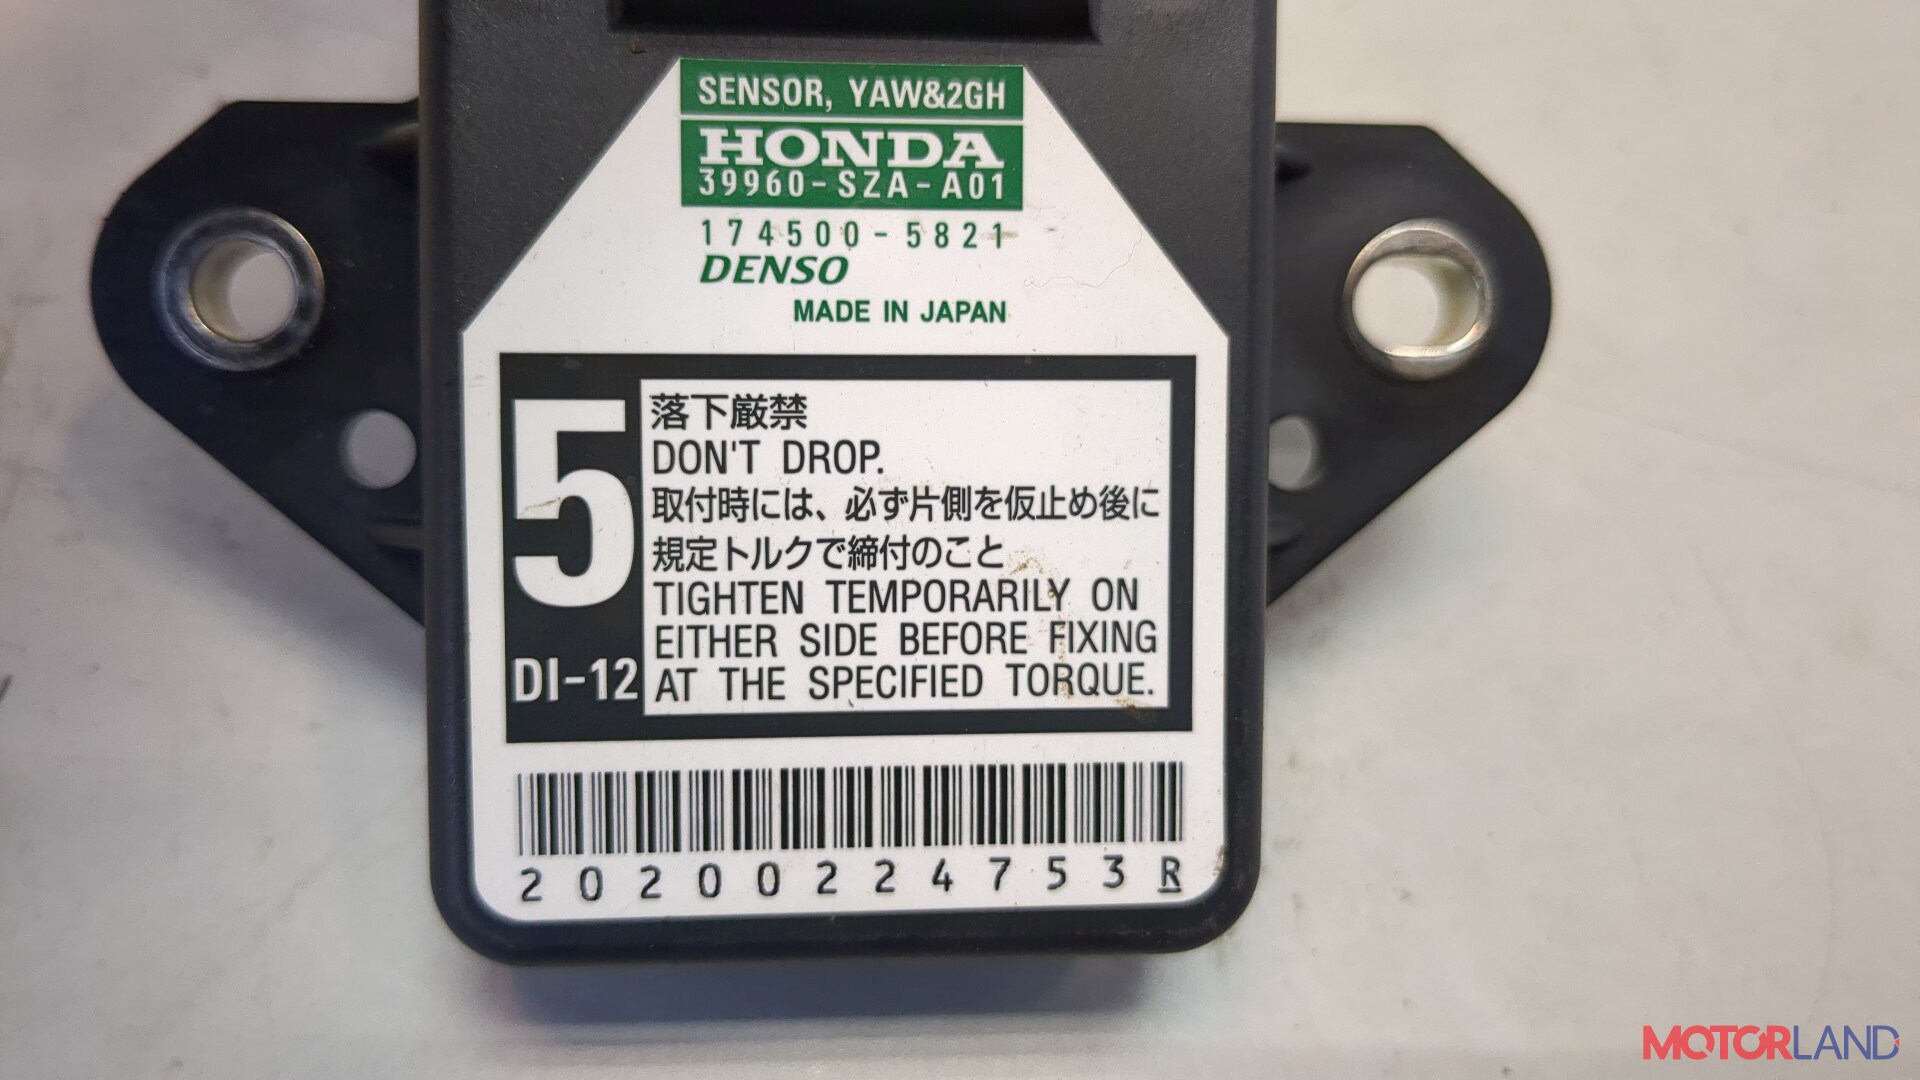 SENSOR, YAW&2GH
HONDA
39960-SZA-A01
174500-5821
DENSO
MADE IN JAPAN
5
DI-12
落下厳禁
DON'T DROP.
取付時には、必ず片側を仮止め後に
規定トルクで締付のこと
TIGHTEN TEMPORARILY ON
EITHER SIDE BEFORE FIXING
AT THE SPECIFIED TORQUE.
20200224753R
MOTORLAND